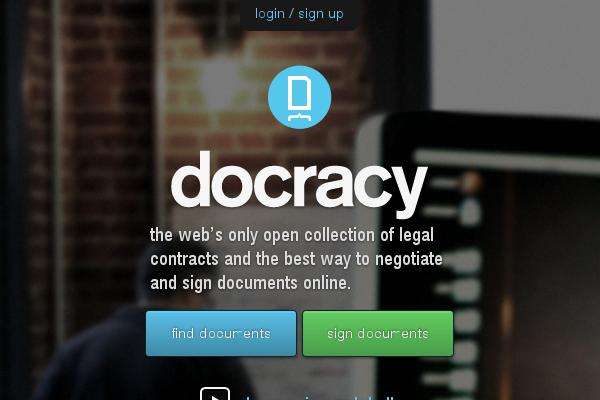 login / sign up
docracy
the web's only open collection of legal
contracts and the best way to negotiate
and sign documents online.
find documents
sign documents